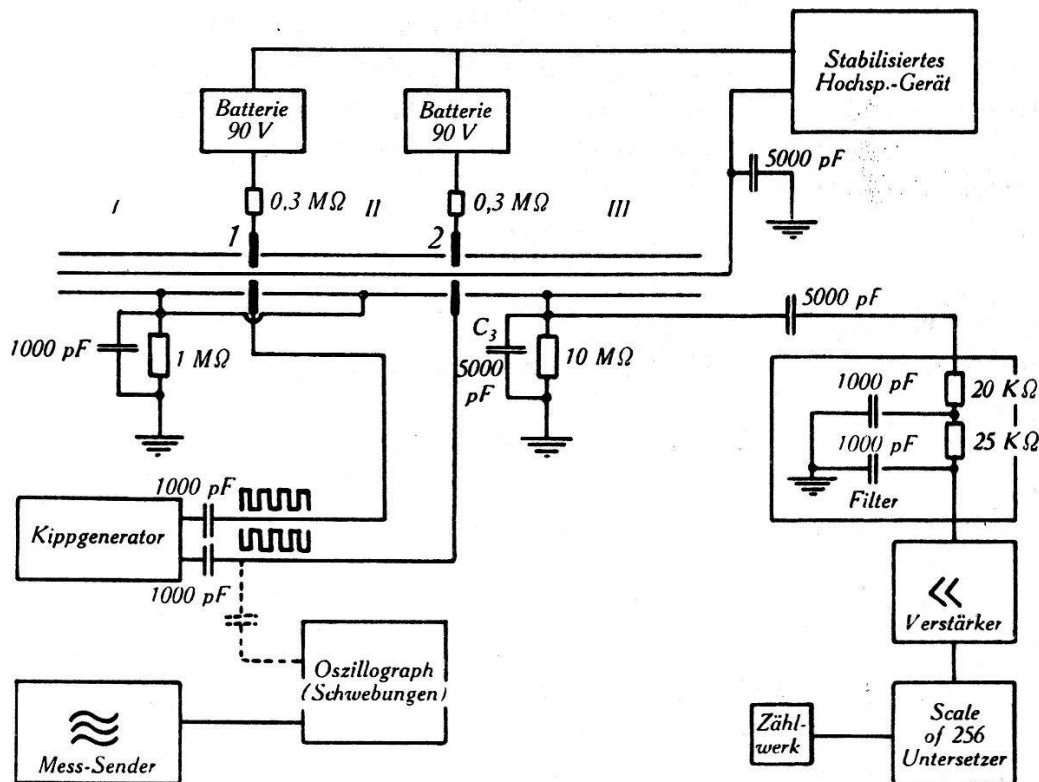 Stabilisiertes
Hochsp.-Gerät
Batterie
90 V
Batterie
90 V
5000 pF
0,3 MΩ
0,3 MΩ
I
II
III
1
2
5000 pF
1000 pF
1 MΩ
C3
5000
pF
10 MΩ
1000 pF
20 KΩ
1000 pF
25 KΩ
Filter
1000 pF
Kippgenerator
1000 pF
Verstärker
Oszillograph
(Schwebungen)
Mess-Sender
Zähl-
werk
Scale
of 256
Untersetzer